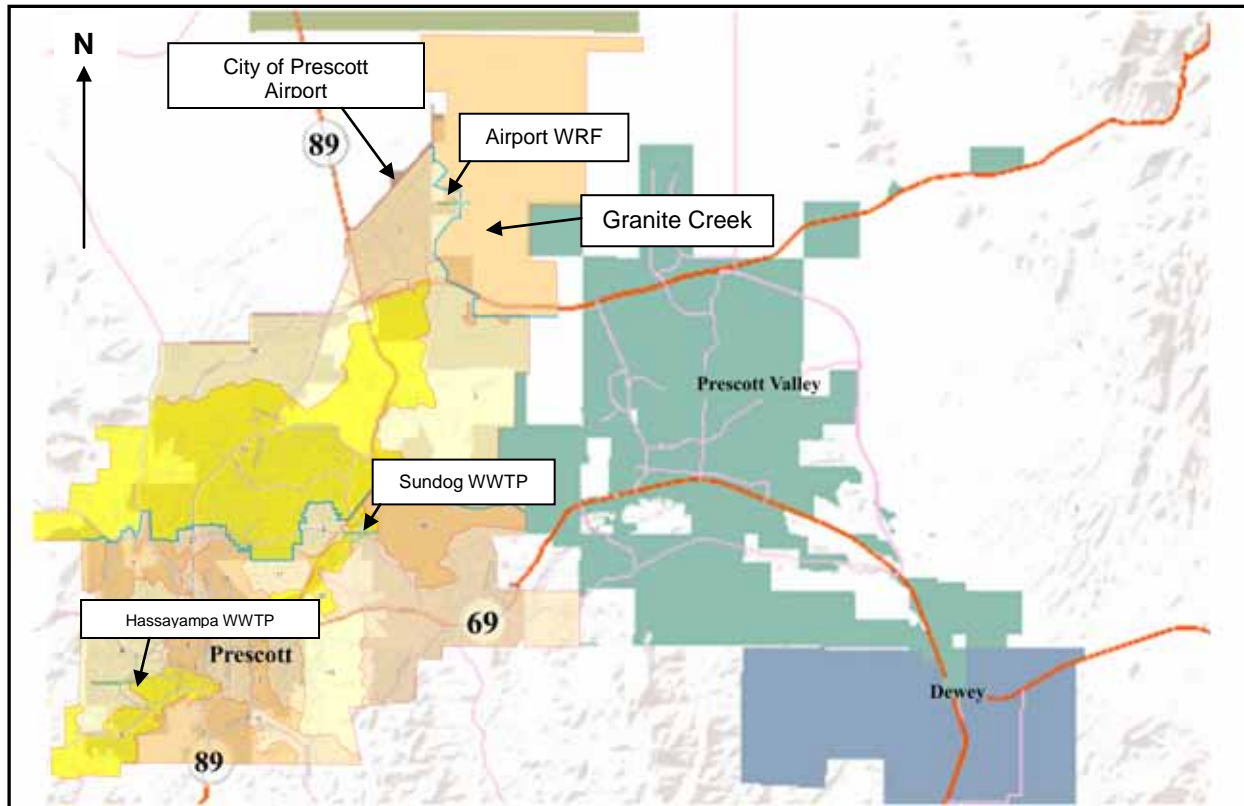 N
City of Prescott
Airport
89
Airport WRF
Granite Creek
Prescott Valley
Sundog WWTP
69
Hassayampa WWTP
Prescott
Dewey
89